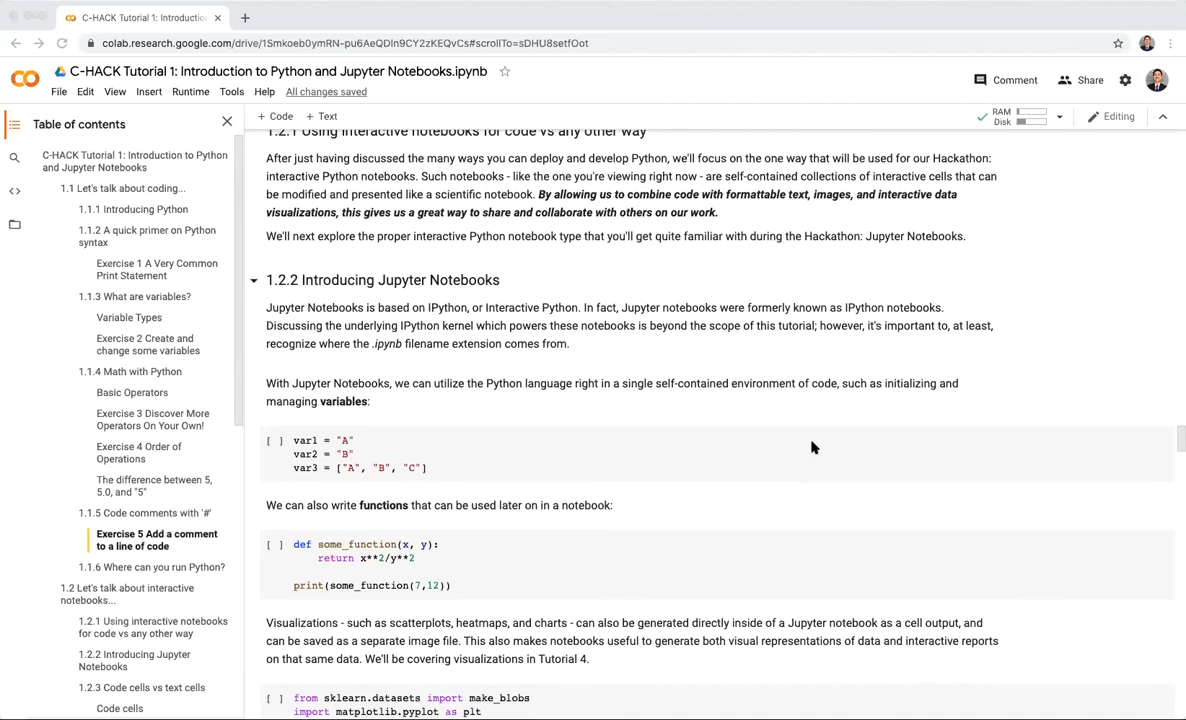 C-HACK Tutorial 1: Introductio
colab.research.google.com/drive/1Smkoeb0ymRN-pu6AeQDln9CY2zKEQvCs#scrollTo=sDHU8setfOot
C-HACK Tutorial 1: Introduction to Python and Jupyter Notebooks.ipynb
Comment
Share
File Edit View Insert Runtime Tools Help All changes saved
Table of contents
C-HACK Tutorial 1: Introduction to Python
and Jupyter Notebooks
1.1 Let's talk about coding...
1.1.1 Introducing Python
1.1.2 A quick primer on Python
syntax
Exercise 1 A Very Common
Print Statement
1.1.3 What are variables?
Variable Types
Exercise 2 Create and
change some variables
1.1.4 Math with Python
Basic Operators
Exercise 3 Discover More
Operators On Your Own!
Exercise 4 Order of
Operations
The difference between 5,
5.0, and "5"
1.1.5 Code comments with '#'
Exercise 5 Add a comment
to a line of code
1.1.6 Where can you run Python?
1.2 Let's talk about interactive
notebooks...
1.2.1 Using interactive notebooks
for code vs any other way
1.2.2 Introducing Jupyter
Notebooks
1.2.3 Code cells vs text cells
Code cells
+ Code + Text
RAM
Disk
Editing
1.2.1 Using interactive notebooks for code vs any other way
After just having discussed the many ways you can deploy and develop Python, we'll focus on the one way that will be used for our Hackathon:
interactive Python notebooks. Such notebooks - like the one you're viewing right now - are self-contained collections of interactive cells that can
be modified and presented like a scientific notebook. By allowing us to combine code with formattable text, images, and interactive data
visualizations, this gives us a great way to share and collaborate with others on our work.
We'll next explore the proper interactive Python notebook type that you'll get quite familiar with during the Hackathon: Jupyter Notebooks.
1.2.2 Introducing Jupyter Notebooks
Jupyter Notebooks is based on IPython, or Interactive Python. In fact, Jupyter notebooks were formerly known as IPython notebooks.
Discussing the underlying IPython kernel which powers these notebooks is beyond the scope of this tutorial; however, it's important to, at least,
recognize where the .ipynb filename extension comes from.
With Jupyter Notebooks, we can utilize the Python language right in a single self-contained environment of code, such as initializing and
managing variables:
[ ] var1 = "A"
var2 = "B"
var3 = ["A", "B", "C"]
We can also write functions that can be used later on in a notebook:
[ ] def some_function(x, y):
return x**2/y**2
print(some_function(7,12))
Visualizations - such as scatterplots, heatmaps, and charts - can also be generated directly inside of a Jupyter notebook as a cell output, and
can be saved as a separate image file. This also makes notebooks useful to generate both visual representations of data and interactive reports
on that same data. We'll be covering visualizations in Tutorial 4.
[ ] from sklearn.datasets import make_blobs
import matplotlib.pyplot as plt